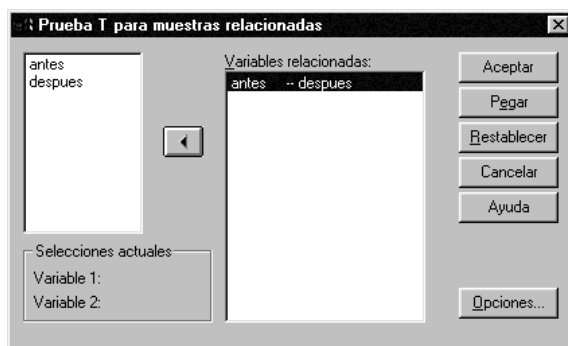 Prueba T para muestras relacionadas
antes
despues
Variables relacionadas:
antes -- despues
Aceptar
Pegar
Restablecer
Cancelar
Ayuda
Selecciones actuales
Variable 1:
Variable 2:
Opciones...